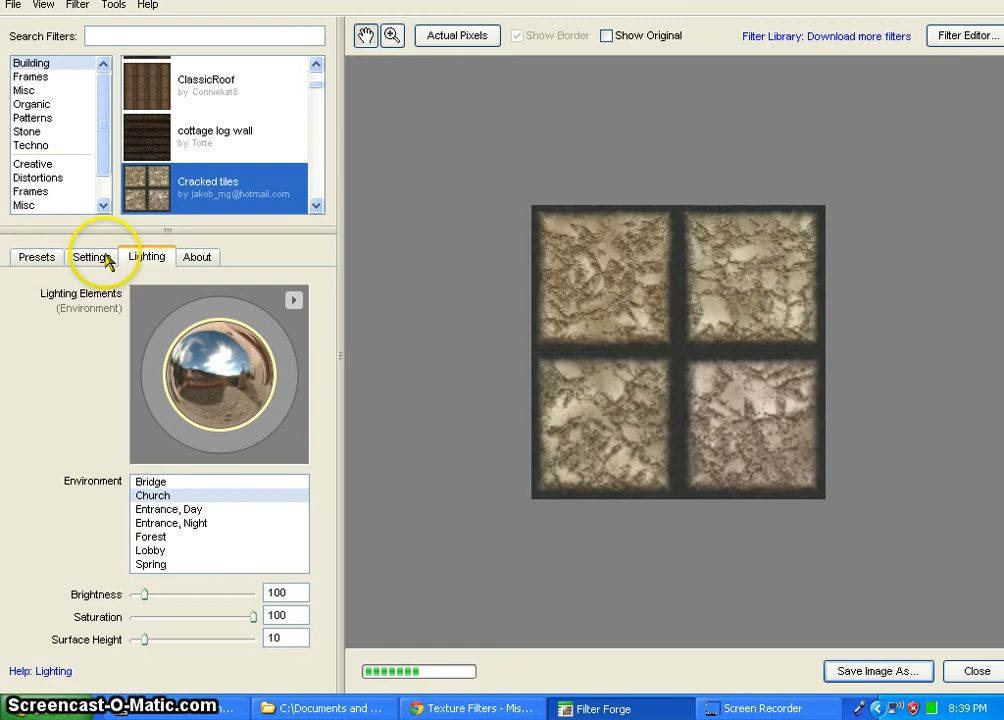 File View Filter Tools Help
Search Filters:
Actual Pixels
Show Border
Show Original
Filter Library: Download more filters
Filter Editor...
Building
Frames
Misc
Organic
Patterns
Stone
Techno
Creative
Distortions
Frames
Misc
ClassicRoof
by Conniekat8
cottage log wall
by Totte
Cracked tiles
by jakob_mg@hotmail.com
Presets
Lighting
About
Lighting Elements
(Environment)
Environment
Bridge
Church
Entrance, Day
Entrance, Night
Forest
Lobby
Spring
Brightness 100
Saturation 100
Surface Height 10
Help: Lighting
Save Image As...
Close
Screencast-O-Matic.com
C:\Documents and ...
Texture Filters - Mis...
Filter Forge
Screen Recorder
8:39 PM